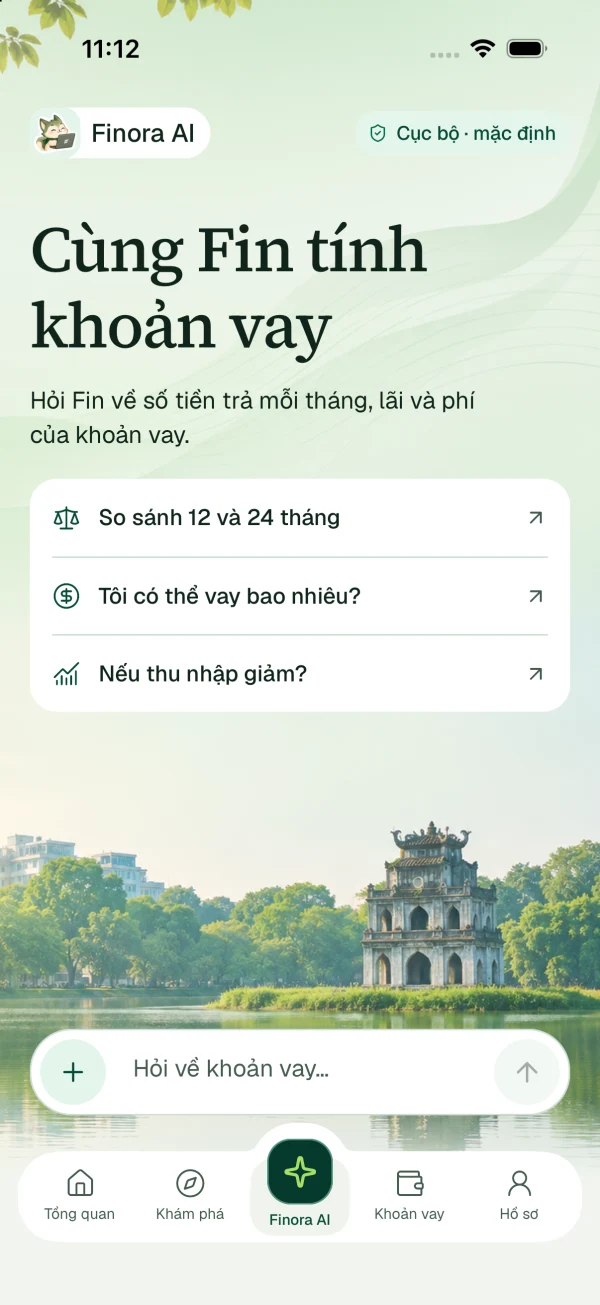 11:12
Finora AI
Cục bộ · mặc định
Cùng Fin tính
khoản vay
Hỏi Fin về số tiền trả mỗi tháng, lãi và phí
của khoản vay.
So sánh 12 và 24 tháng
Tôi có thể vay bao nhiêu?
Nếu thu nhập giảm?
Hỏi về khoản vay...
Tổng quan
Khám phá
Finora AI
Khoản vay
Hồ sơ